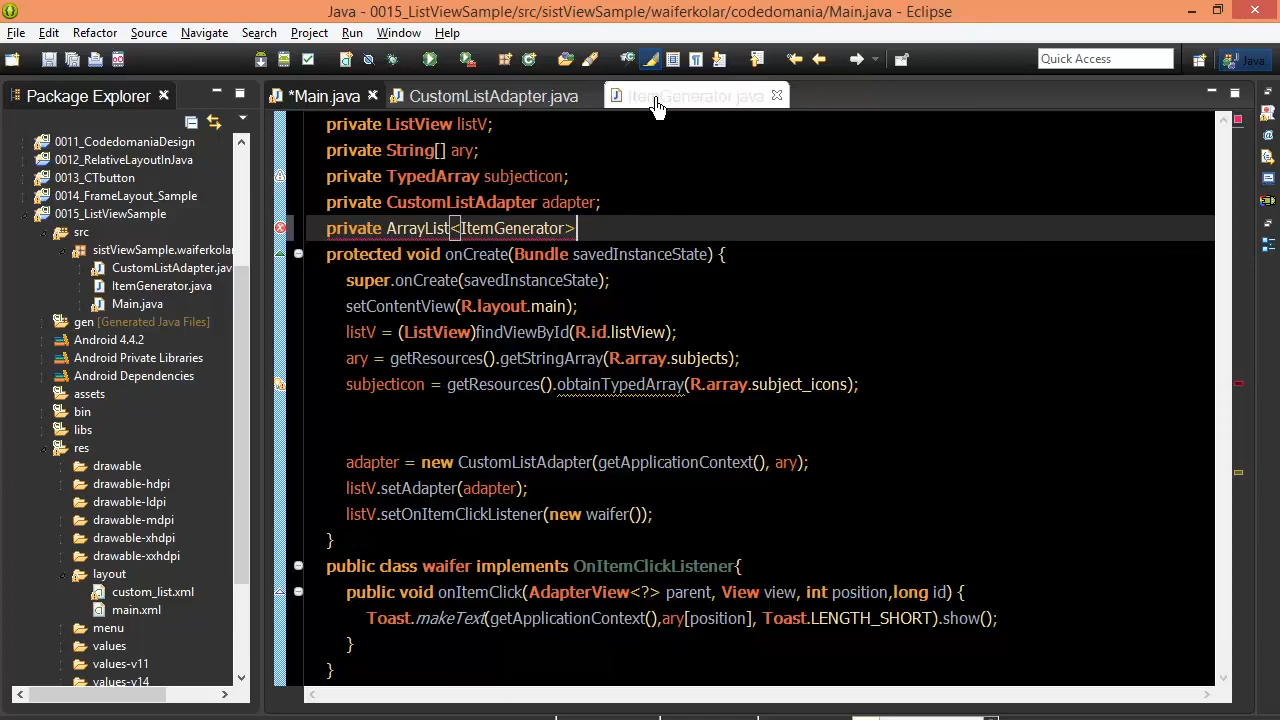 Java - 0015_ListViewSample/src/sistViewSample/waiferkolar/codedomania/Main.java - Eclipse
File Edit Refactor Source Navigate Search Project Run Window Help
Quick Access
Java
Package Explorer
*Main.java
CustomListAdapter.java
ItemGenerator.java
0011_CodedomaniaDesign
0012_RelativeLayoutInJava
0013_CTbutton
0014_FrameLayout_Sample
0015_ListViewSample
src
sistViewSample.waiferkolar
CustomListAdapter.jav
ItemGenerator.java
Main.java
gen [Generated Java Files]
Android 4.4.2
Android Private Libraries
Android Dependencies
assets
bin
libs
res
drawable
drawable-hdpi
drawable-ldpi
drawable-mdpi
drawable-xhdpi
drawable-xxhdpi
layout
custom_list.xml
main.xml
menu
values
values-v11
values-v14
private ListView listV;
private String[] ary;
private TypedArray subjecticon;
private CustomListAdapter adapter;
private ArrayList<ItemGenerator>
protected void onCreate(Bundle savedInstanceState) {
super.onCreate(savedInstanceState);
setContentView(R.layout.main);
listV = (ListView)findViewById(R.id.listView);
ary = getResources().getStringArray(R.array.subjects);
subjecticon = getResources().obtainTypedArray(R.array.subject_icons);
adapter = new CustomListAdapter(getApplicationContext(), ary);
listV.setAdapter(adapter);
listV.setOnItemClickListener(new waifer());
}
public class waifer implements OnItemClickListener{
public void onItemClick(AdapterView<?> parent, View view, int position,long id) {
Toast.makeText(getApplicationContext(),ary[position], Toast.LENGTH_SHORT).show();
}
}